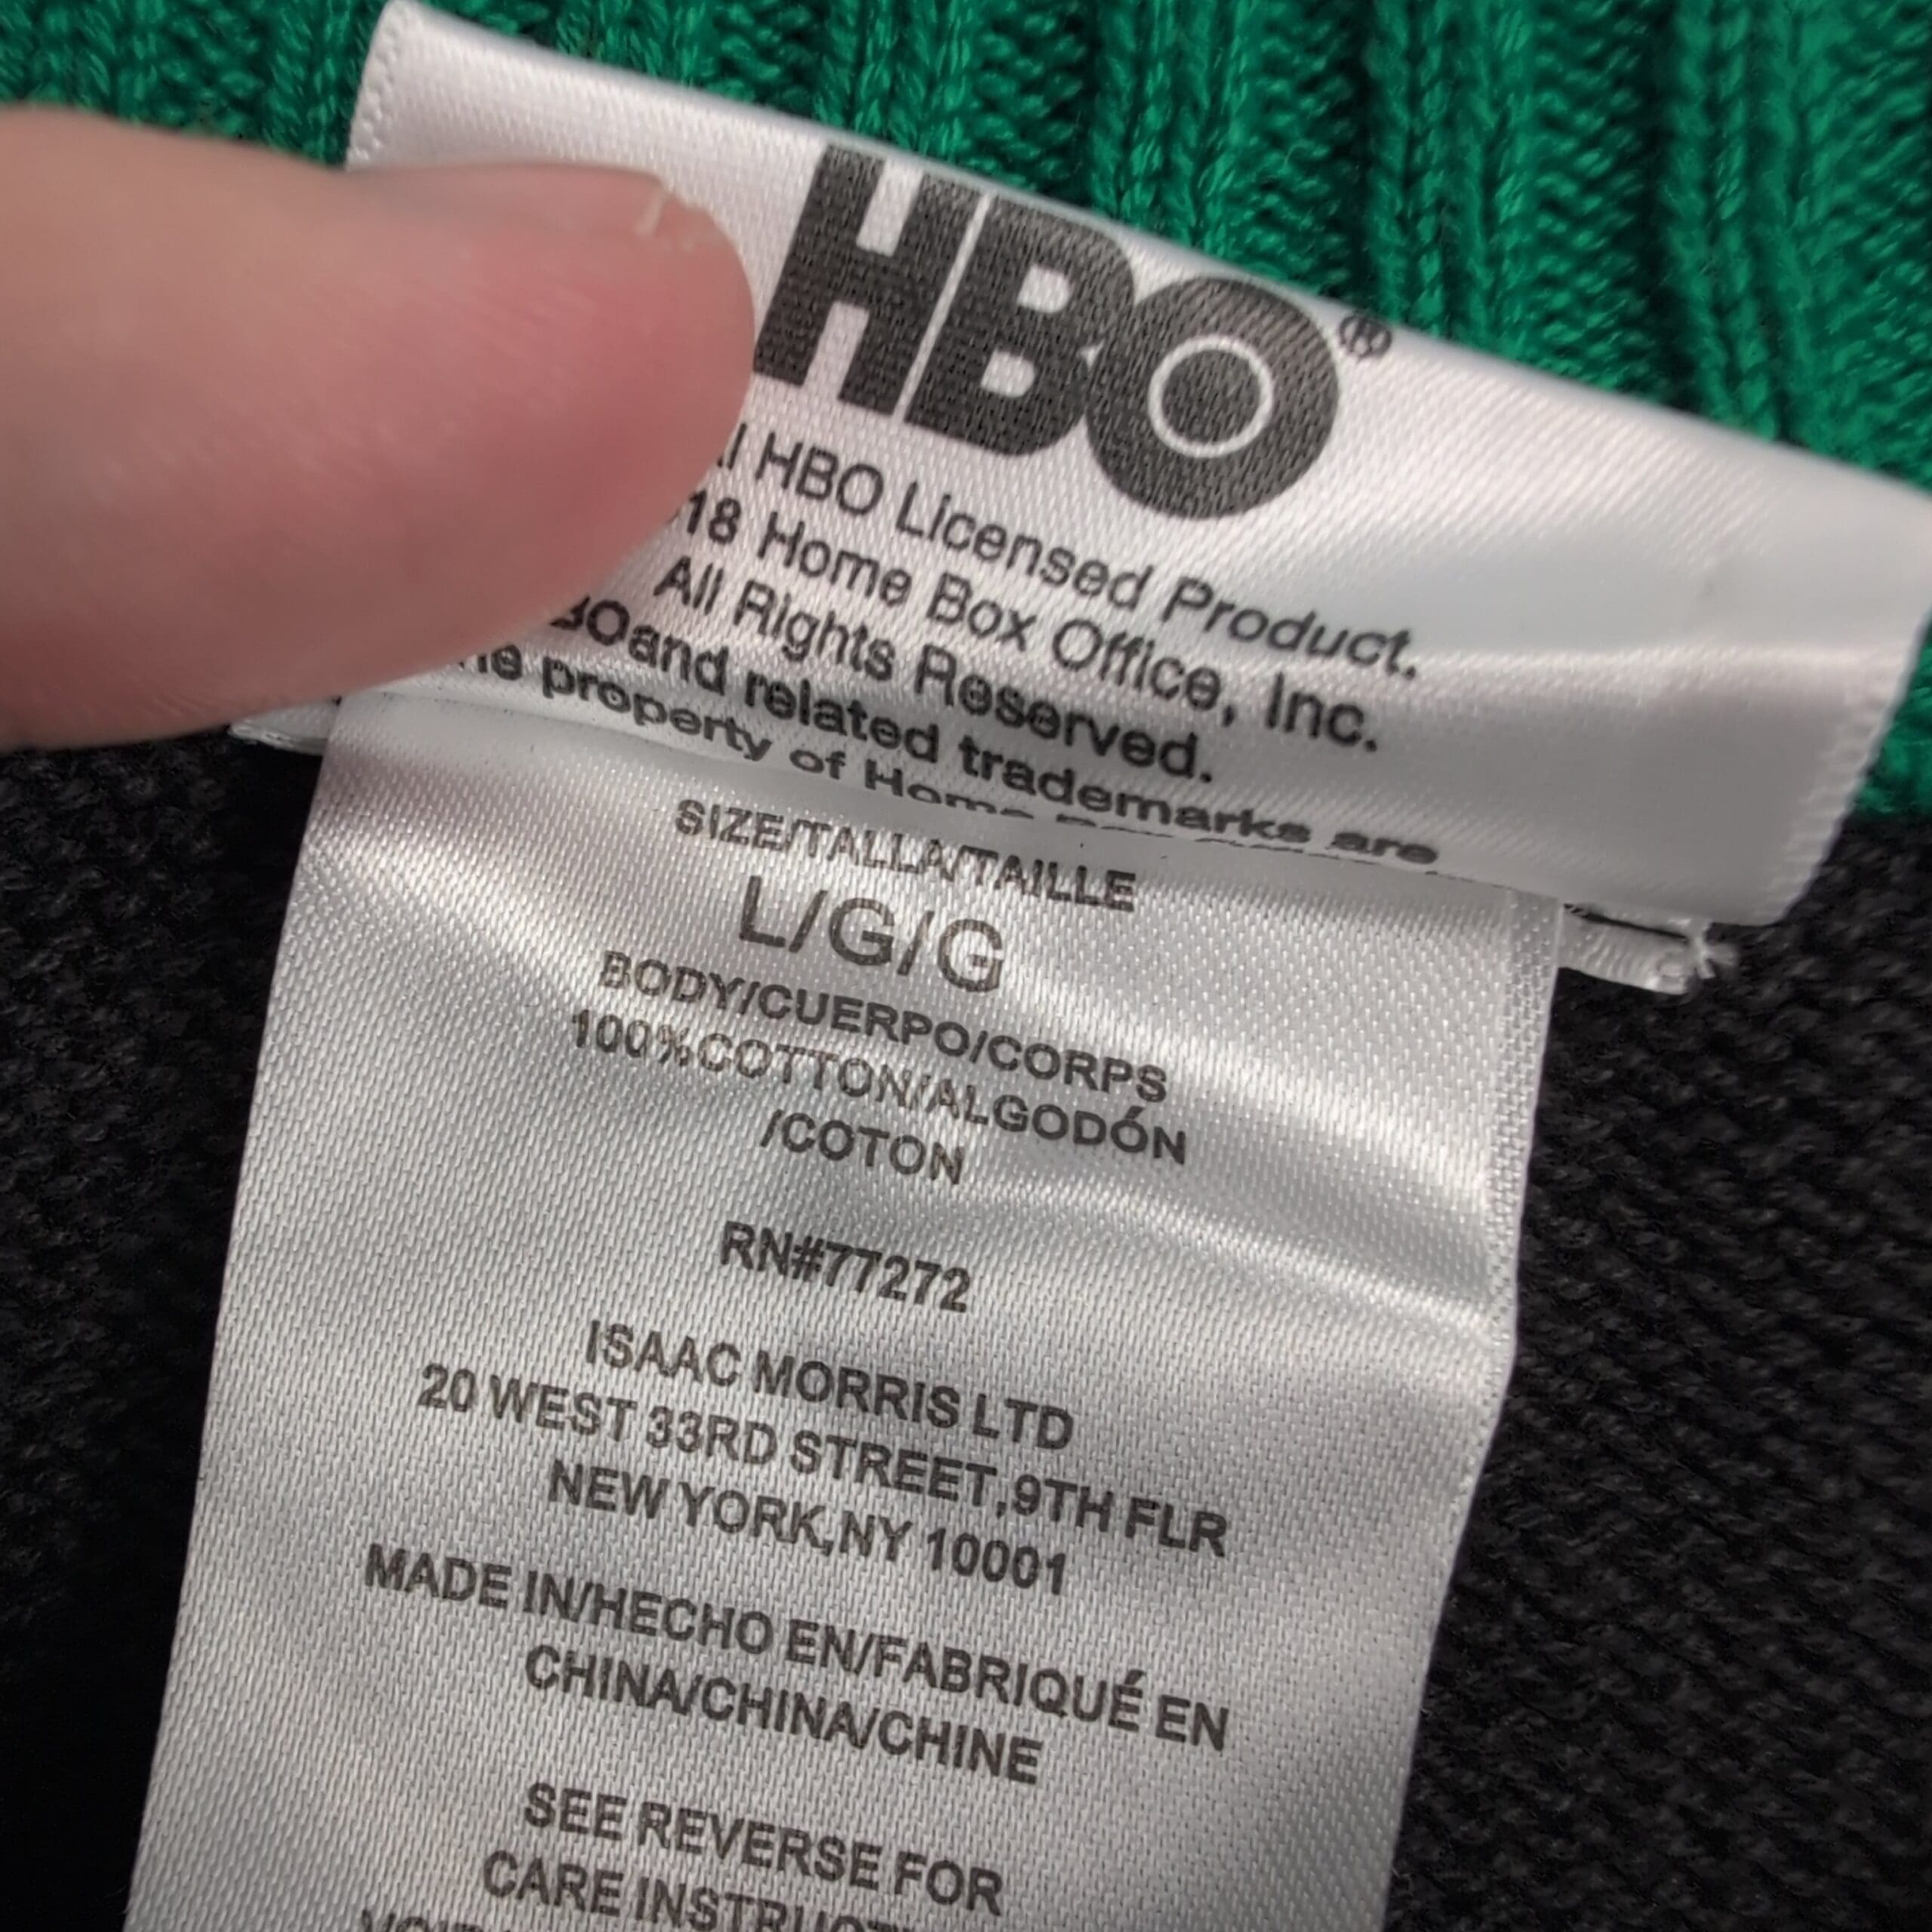 HBO®
HBO Licensed Product.
18 Home Box Office, Inc.
All Rights Reserved.
and related trademarks are
property of Home
SIZE/TALLA/TAILLE
L/G/G
BODY/CUERPO/CORPS
100%COTTON/ALGODÓN
/COTON
RN#77272
ISAAC MORRIS LTD
20 WEST 33RD STREET,9TH FLR
NEW YORK,NY 10001
MADE IN/HECHO EN/FABRIQUÉ EN
CHINA/CHINA/CHINE
SEE REVERSE FOR
CARE